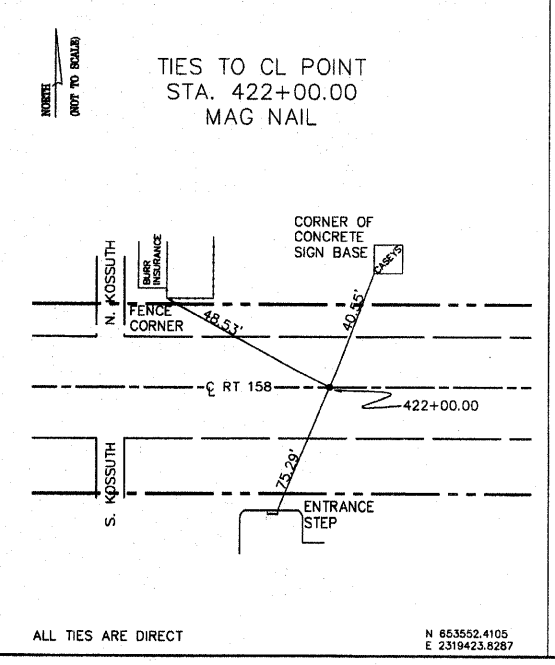 NORTH
(NOT TO SCALE)
TIES TO CL POINT
STA. 422+00.00
MAG NAIL
CORNER OF
CONCRETE
SIGN BASE
CASEYS
BURR
INSURANCE
N. KOSSUTH
FENCE
CORNER
48.53'
40.55'
℄ RT 158
422+00.00
S. KOSSUTH
75.29'
ENTRANCE
STEP
ALL TIES ARE DIRECT
N 653552.4105
E 2319423.8287